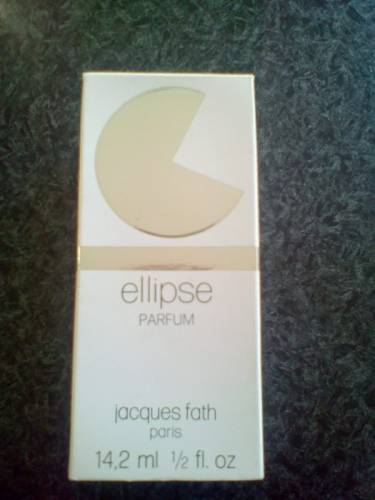 ellipse
PARFUM
jacques fath
paris
14,2 ml ½ fl. oz